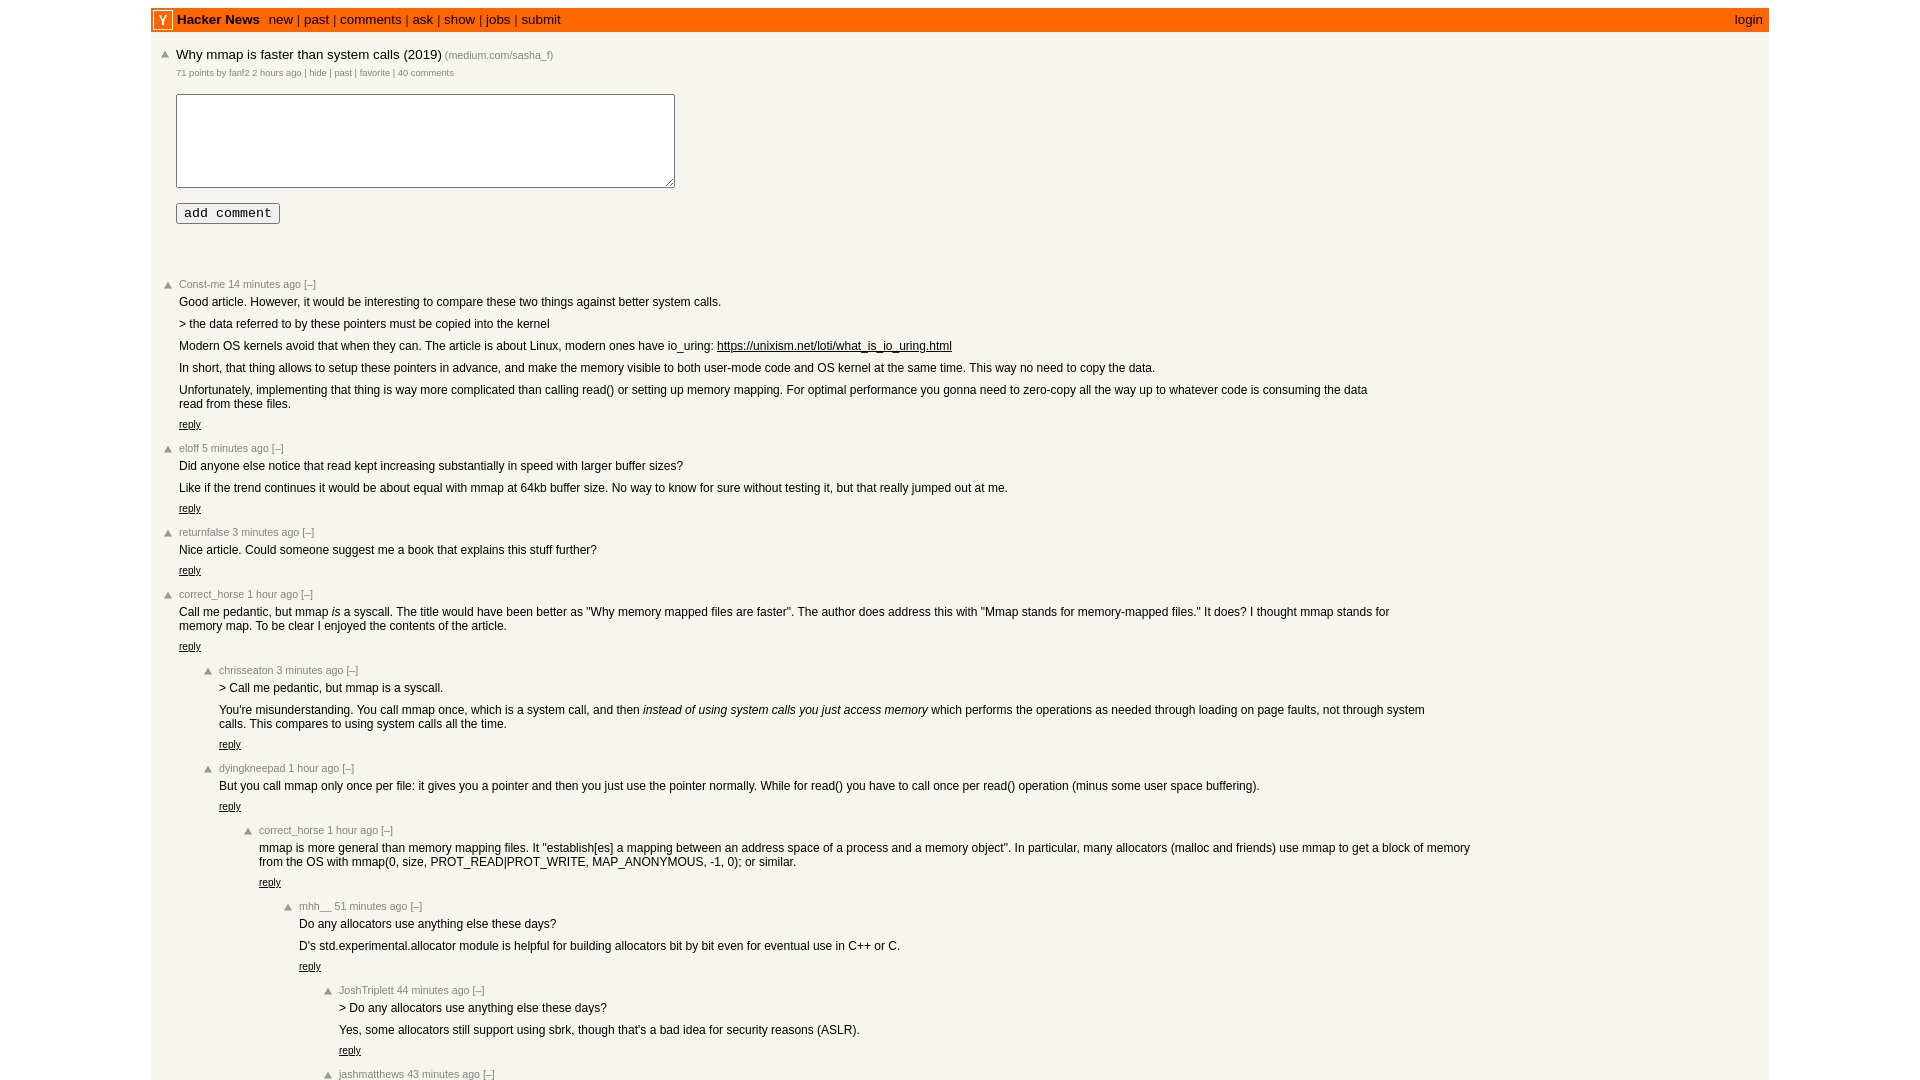 Y Hacker News new | past | comments | ask | show | jobs | submit login
Why mmap is faster than system calls (2019) (medium.com/sasha_f)
71 points by fanf2 2 hours ago | hide | past | favorite | 40 comments
add comment
Const-me 14 minutes ago [–]
Good article. However, it would be interesting to compare these two things against better system calls.
> the data referred to by these pointers must be copied into the kernel
Modern OS kernels avoid that when they can. The article is about Linux, modern ones have io_uring: https://unixism.net/loti/what_is_io_uring.html
In short, that thing allows to setup these pointers in advance, and make the memory visible to both user-mode code and OS kernel at the same time. This way no need to copy the data.
Unfortunately, implementing that thing is way more complicated than calling read() or setting up memory mapping. For optimal performance you gonna need to zero-copy all the way up to whatever code is consuming the data
read from these files.
reply
eloff 5 minutes ago [–]
Did anyone else notice that read kept increasing substantially in speed with larger buffer sizes?
Like if the trend continues it would be about equal with mmap at 64kb buffer size. No way to know for sure without testing it, but that really jumped out at me.
reply
returnfalse 3 minutes ago [–]
Nice article. Could someone suggest me a book that explains this stuff further?
reply
correct_horse 1 hour ago [–]
Call me pedantic, but mmap is a syscall. The title would have been better as "Why memory mapped files are faster". The author does address this with "Mmap stands for memory-mapped files." It does? I thought mmap stands for
memory map. To be clear I enjoyed the contents of the article.
reply
chrisseaton 3 minutes ago [–]
> Call me pedantic, but mmap is a syscall.
You're misunderstanding. You call mmap once, which is a system call, and then instead of using system calls you just access memory which performs the operations as needed through loading on page faults, not through system
calls. This compares to using system calls all the time.
reply
dyingkneepad 1 hour ago [–]
But you call mmap only once per file: it gives you a pointer and then you just use the pointer normally. While for read() you have to call once per read() operation (minus some user space buffering).
reply
correct_horse 1 hour ago [–]
mmap is more general than memory mapping files. It "establish[es] a mapping between an address space of a process and a memory object". In particular, many allocators (malloc and friends) use mmap to get a block of memory
from the OS with mmap(0, size, PROT_READ|PROT_WRITE, MAP_ANONYMOUS, -1, 0); or similar.
reply
mhh__ 51 minutes ago [–]
Do any allocators use anything else these days?
D's std.experimental.allocator module is helpful for building allocators bit by bit even for eventual use in C++ or C.
reply
JoshTriplett 44 minutes ago [–]
> Do any allocators use anything else these days?
Yes, some allocators still support using sbrk, though that's a bad idea for security reasons (ASLR).
reply
jashmatthews 43 minutes ago [–]